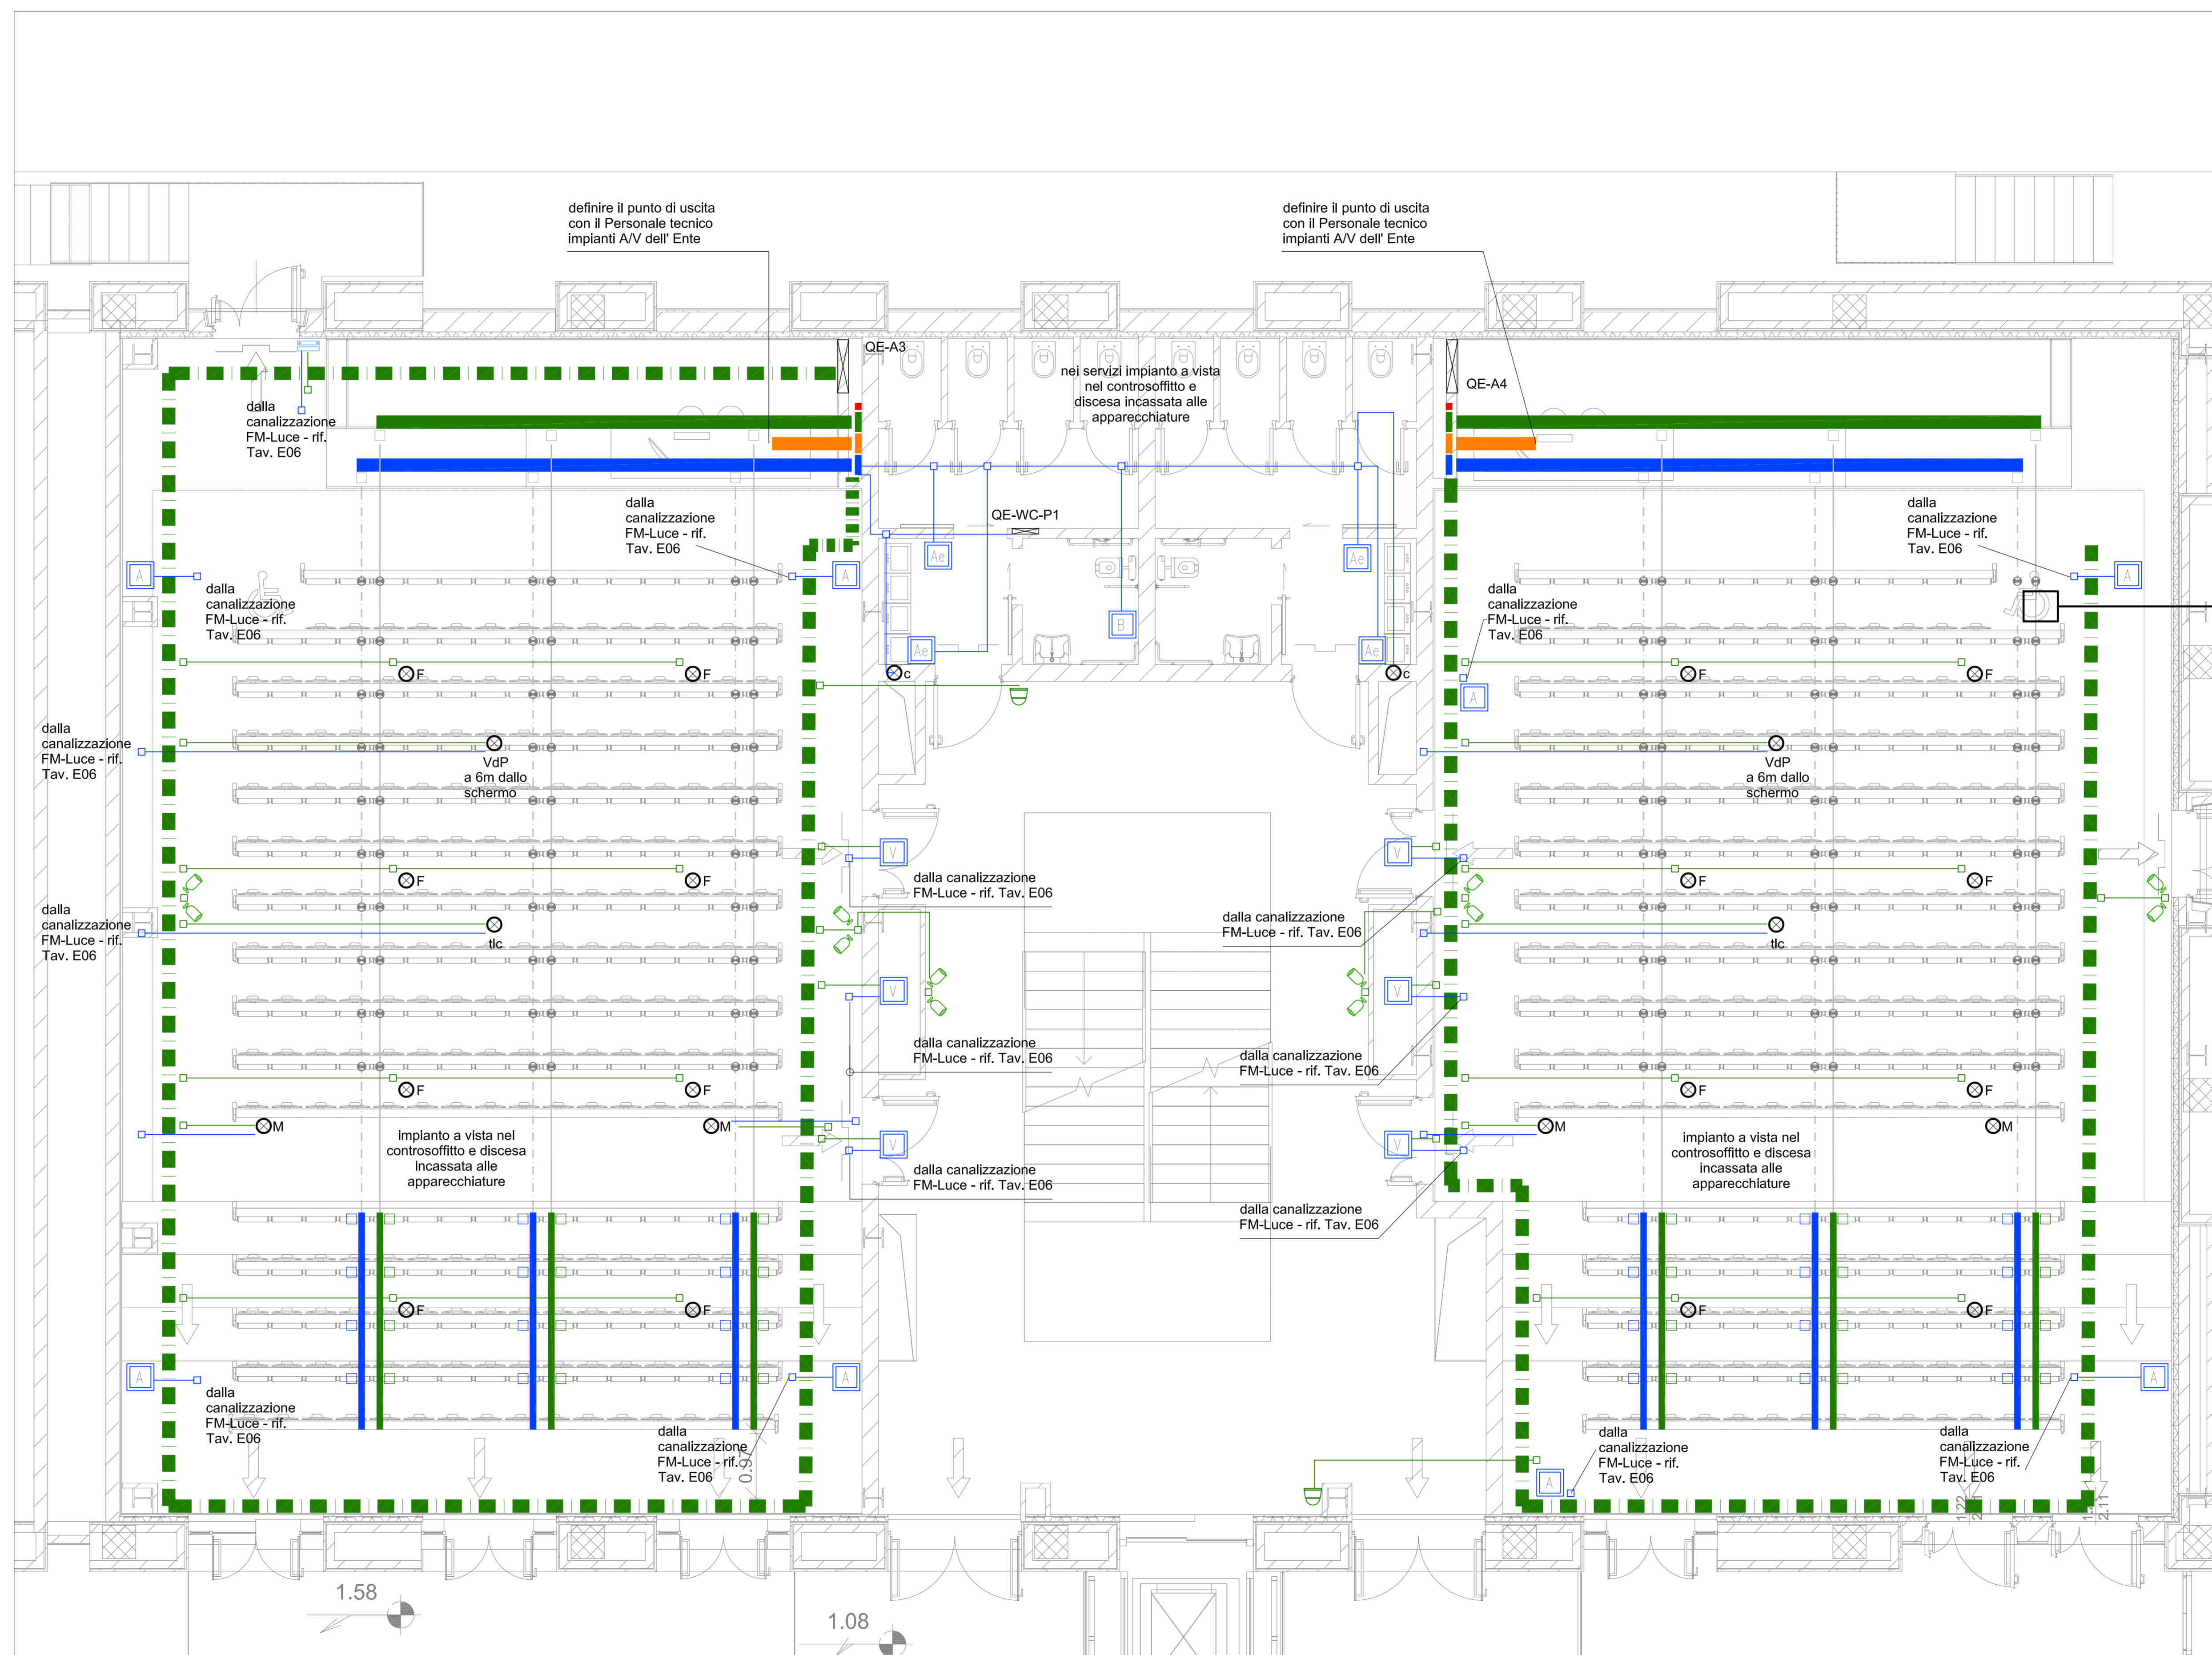 definire il punto di uscita
con il Personale tecnico
impianti A/V dell' Ente
definire il punto di uscita
con il Personale tecnico
impianti A/V dell' Ente
QE-A3
nei servizi impianto a vista
nel controsoffitto e
discesa incassata alle
apparecchiature
QE-A4
dalla
canalizzazione
FM-Luce - rif.
Tav. E06
dalla
canalizzazione
FM-Luce - rif.
Tav. E06
QE-WC-P1
dalla
canalizzazione
FM-Luce - rif.
Tav. E06
A
A
Ae
Ae
A
dalla
canalizzazione
FM-Luce - rif.
Tav. E06
dalla
canalizzazione
FM-Luce - rif.
Tav. E06
B
Ae
Ae
F
F
c
c
F
F
A
dalla
canalizzazione
FM-Luce - rif.
Tav. E06
VdP
a 6m dallo
schermo
VdP
a 6m dallo
schermo
V
V
F
F
dalla canalizzazione
FM-Luce - rif. Tav. E06
F
F
dalla
canalizzazione
FM-Luce - rif.
Tav. E06
tlc
dalla canalizzazione
FM-Luce - rif. Tav. E06
tlc
V
V
dalla canalizzazione
FM-Luce - rif. Tav. E06
dalla canalizzazione
FM-Luce - rif. Tav. E06
F
F
F
F
M
M
M
M
V
V
impianto a vista nel
controsoffitto e discesa
incassata alle
apparecchiature
impianto a vista nel
controsoffitto e discesa
incassata alle
apparecchiature
dalla canalizzazione
FM-Luce - rif. Tav. E06
dalla canalizzazione
FM-Luce - rif. Tav. E06
F
F
F
F
A
A
A
dalla
canalizzazione
FM-Luce - rif.
Tav. E06
dalla
canalizzazione
FM-Luce - rif.
Tav. E06
0.97
A
dalla
canalizzazione
FM-Luce - rif.
Tav. E06
dalla
canalizzazione
FM-Luce - rif.
Tav. E06
1.22
2.11
1.58
1.08